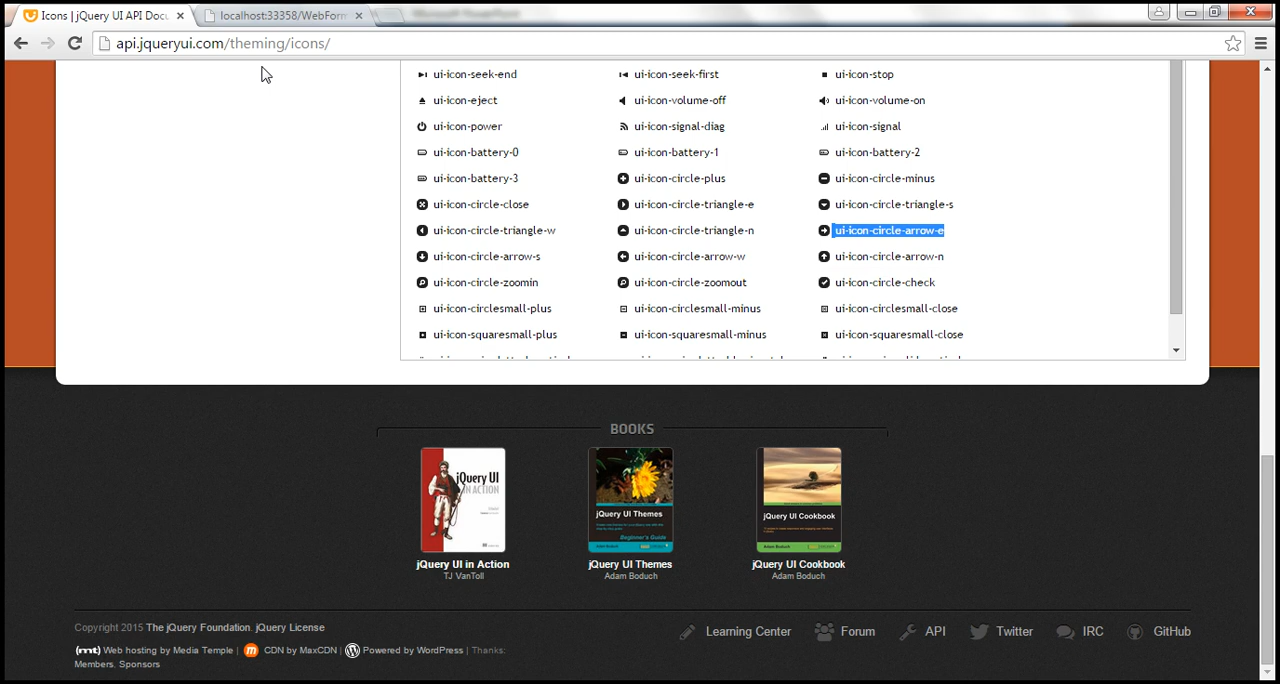 Icons | jQuery UI API Docu
localhost:33358/WebForm
api.jqueryui.com/theming/icons/
ui-icon-seek-end ui-icon-seek-first ui-icon-stop
ui-icon-eject ui-icon-volume-off ui-icon-volume-on
ui-icon-power ui-icon-signal-diag ui-icon-signal
ui-icon-battery-0 ui-icon-battery-1 ui-icon-battery-2
ui-icon-battery-3 ui-icon-circle-plus ui-icon-circle-minus
ui-icon-circle-close ui-icon-circle-triangle-e ui-icon-circle-triangle-s
ui-icon-circle-triangle-w ui-icon-circle-triangle-n ui-icon-circle-arrow-e
ui-icon-circle-arrow-s ui-icon-circle-arrow-w ui-icon-circle-arrow-n
ui-icon-circle-zoomin ui-icon-circle-zoomout ui-icon-circle-check
ui-icon-circlesmall-plus ui-icon-circlesmall-minus ui-icon-circlesmall-close
ui-icon-squaresmall-plus ui-icon-squaresmall-minus ui-icon-squaresmall-close
BOOKS
jQuery UI
IN ACTION
jQuery UI Themes
Beginner's Guide
Adam Boduch
jQuery UI Cookbook
Adam Boduch
jQuery UI in Action jQuery UI Themes jQuery UI Cookbook
TJ VanToll Adam Boduch Adam Boduch
Copyright 2015 The jQuery Foundation. jQuery License
Learning Center Forum API Twitter IRC GitHub
(mt) Web hosting by Media Temple | CDN by MaxCDN | Powered by WordPress | Thanks:
Members, Sponsors